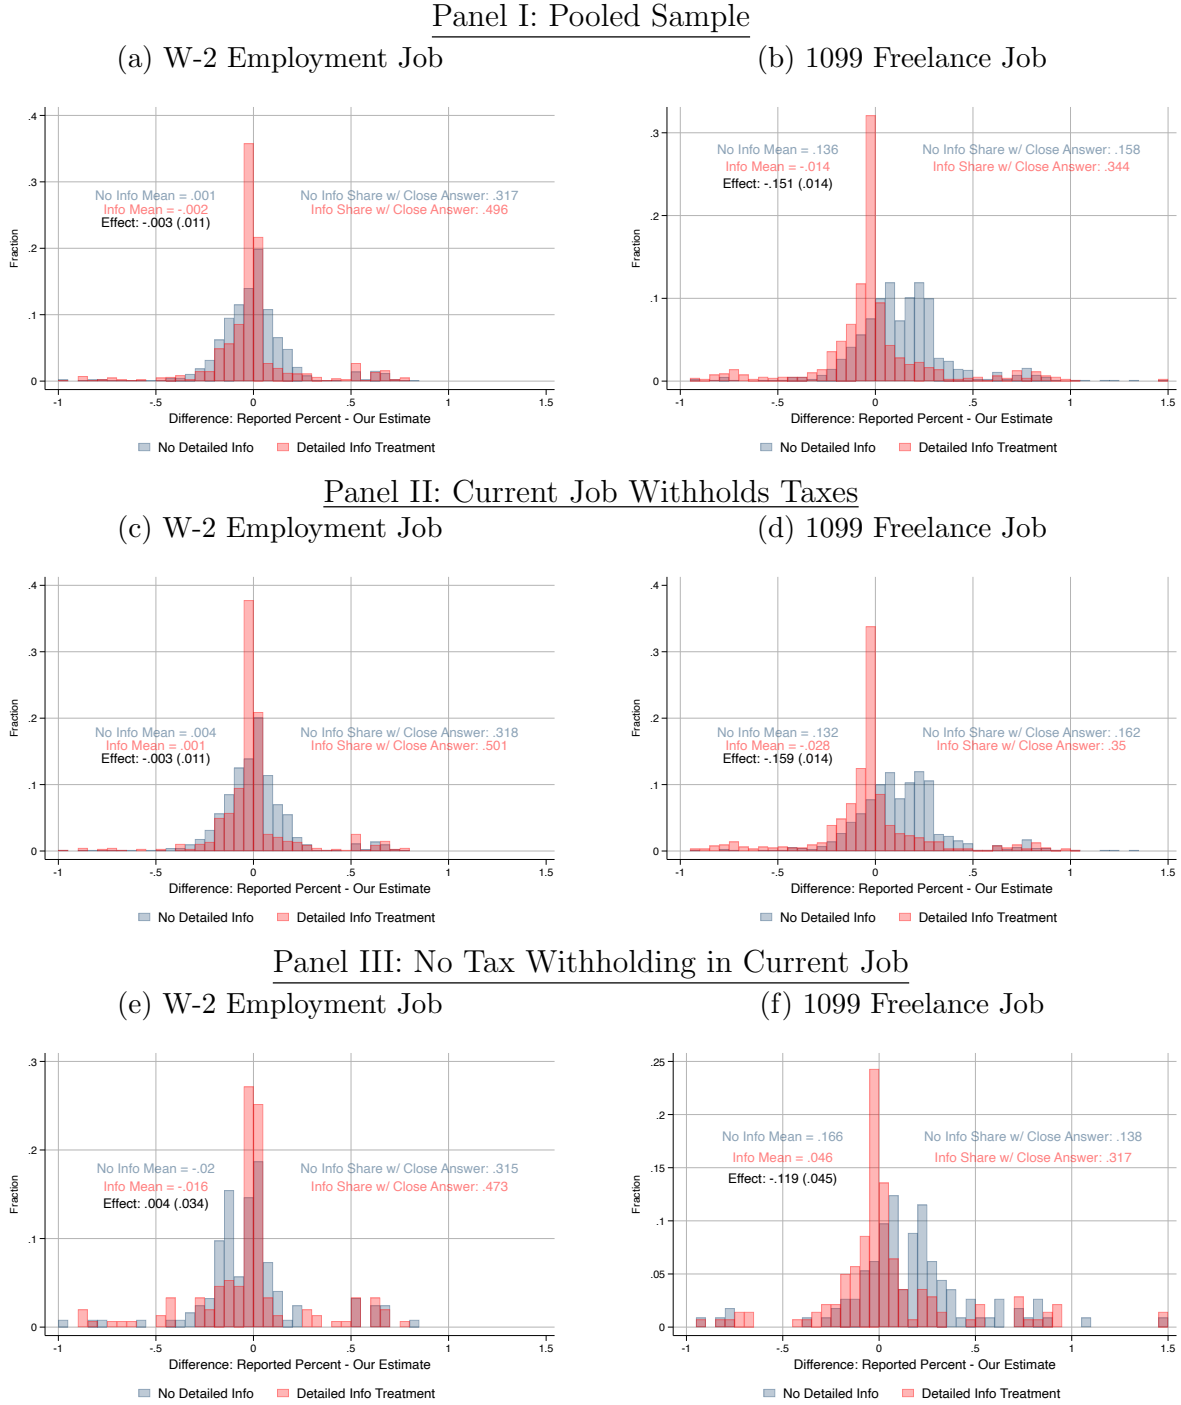 Panel I: Pooled Sample
(a) W-2 Employment Job
.4
.3
.2
.1
0
Fraction
No Info Mean = .001
Info Mean = -.002
Effect: -.003 (.011)
No Info Share w/ Close Answer: .317
Info Share w/ Close Answer: .496
-1
-.5
0
.5
1
1.5
Difference: Reported Percent - Our Estimate
No Detailed Info
Detailed Info Treatment
(b) 1099 Freelance Job
.3
.2
.1
0
Fraction
No Info Mean = .136
Info Mean = -.014
Effect: -.151 (.014)
No Info Share w/ Close Answer: .158
Info Share w/ Close Answer: .344
-1
-.5
0
.5
1
1.5
Difference: Reported Percent - Our Estimate
No Detailed Info
Detailed Info Treatment
Panel II: Current Job Withholds Taxes
(c) W-2 Employment Job
.4
.3
.2
.1
0
Fraction
No Info Mean = .004
Info Mean = .001
Effect: -.003 (.011)
No Info Share w/ Close Answer: .318
Info Share w/ Close Answer: .501
-1
-.5
0
.5
1
1.5
Difference: Reported Percent - Our Estimate
No Detailed Info
Detailed Info Treatment
(d) 1099 Freelance Job
.4
.3
.2
.1
0
Fraction
No Info Mean = .132
Info Mean = -.028
Effect: -.159 (.014)
No Info Share w/ Close Answer: .162
Info Share w/ Close Answer: .35
-1
-.5
0
.5
1
1.5
Difference: Reported Percent - Our Estimate
No Detailed Info
Detailed Info Treatment
Panel III: No Tax Withholding in Current Job
(e) W-2 Employment Job
.3
.2
.1
0
Fraction
No Info Mean = -.02
Info Mean = -.016
Effect: .004 (.034)
No Info Share w/ Close Answer: .315
Info Share w/ Close Answer: .473
-1
-.5
0
.5
1
1.5
Difference: Reported Percent - Our Estimate
No Detailed Info
Detailed Info Treatment
(f) 1099 Freelance Job
.25
.2
.15
.1
.05
0
Fraction
No Info Mean = .166
Info Mean = .046
Effect: -.119 (.045)
No Info Share w/ Close Answer: .138
Info Share w/ Close Answer: .317
-1
-.5
0
.5
1
1.5
Difference: Reported Percent - Our Estimate
No Detailed Info
Detailed Info Treatment